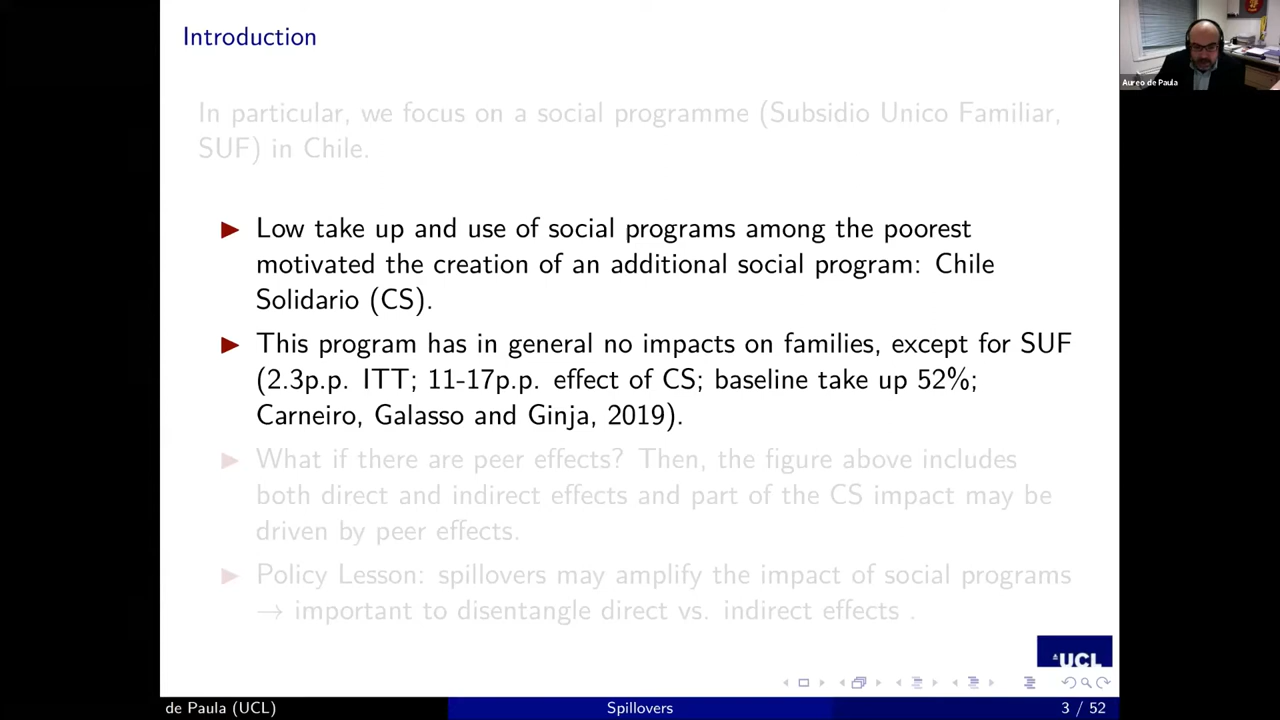 Introduction
Aureo de Paula
In particular, we focus on a social programme (Subsidio Unico Familiar,
SUF) in Chile.
Low take up and use of social programs among the poorest
motivated the creation of an additional social program: Chile
Solidario (CS).
This program has in general no impacts on families, except for SUF
(2.3p.p. ITT; 11-17p.p. effect of CS; baseline take up 52%;
Carneiro, Galasso and Ginja, 2019).
What if there are peer effects? Then, the figure above includes
both direct and indirect effects and part of the CS impact may be
driven by peer effects.
Policy Lesson: spillovers may amplify the impact of social programs
→ important to disentangle direct vs. indirect effects .
UCL
de Paula (UCL) Spillovers 3 / 52